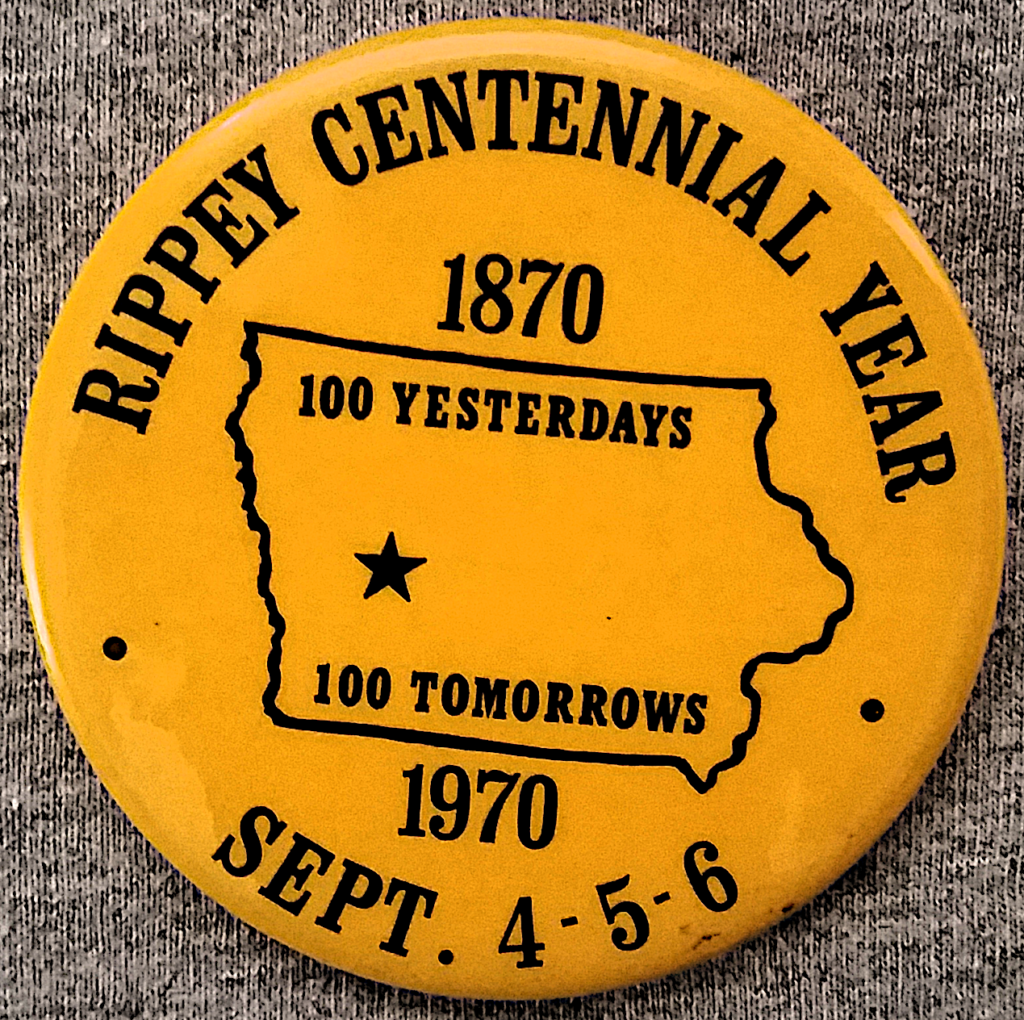 RIPPEY CENTENNIAL YEAR
1870
100 YESTERDAYS
100 TOMORROWS
1970
SEPT. 4-5-6